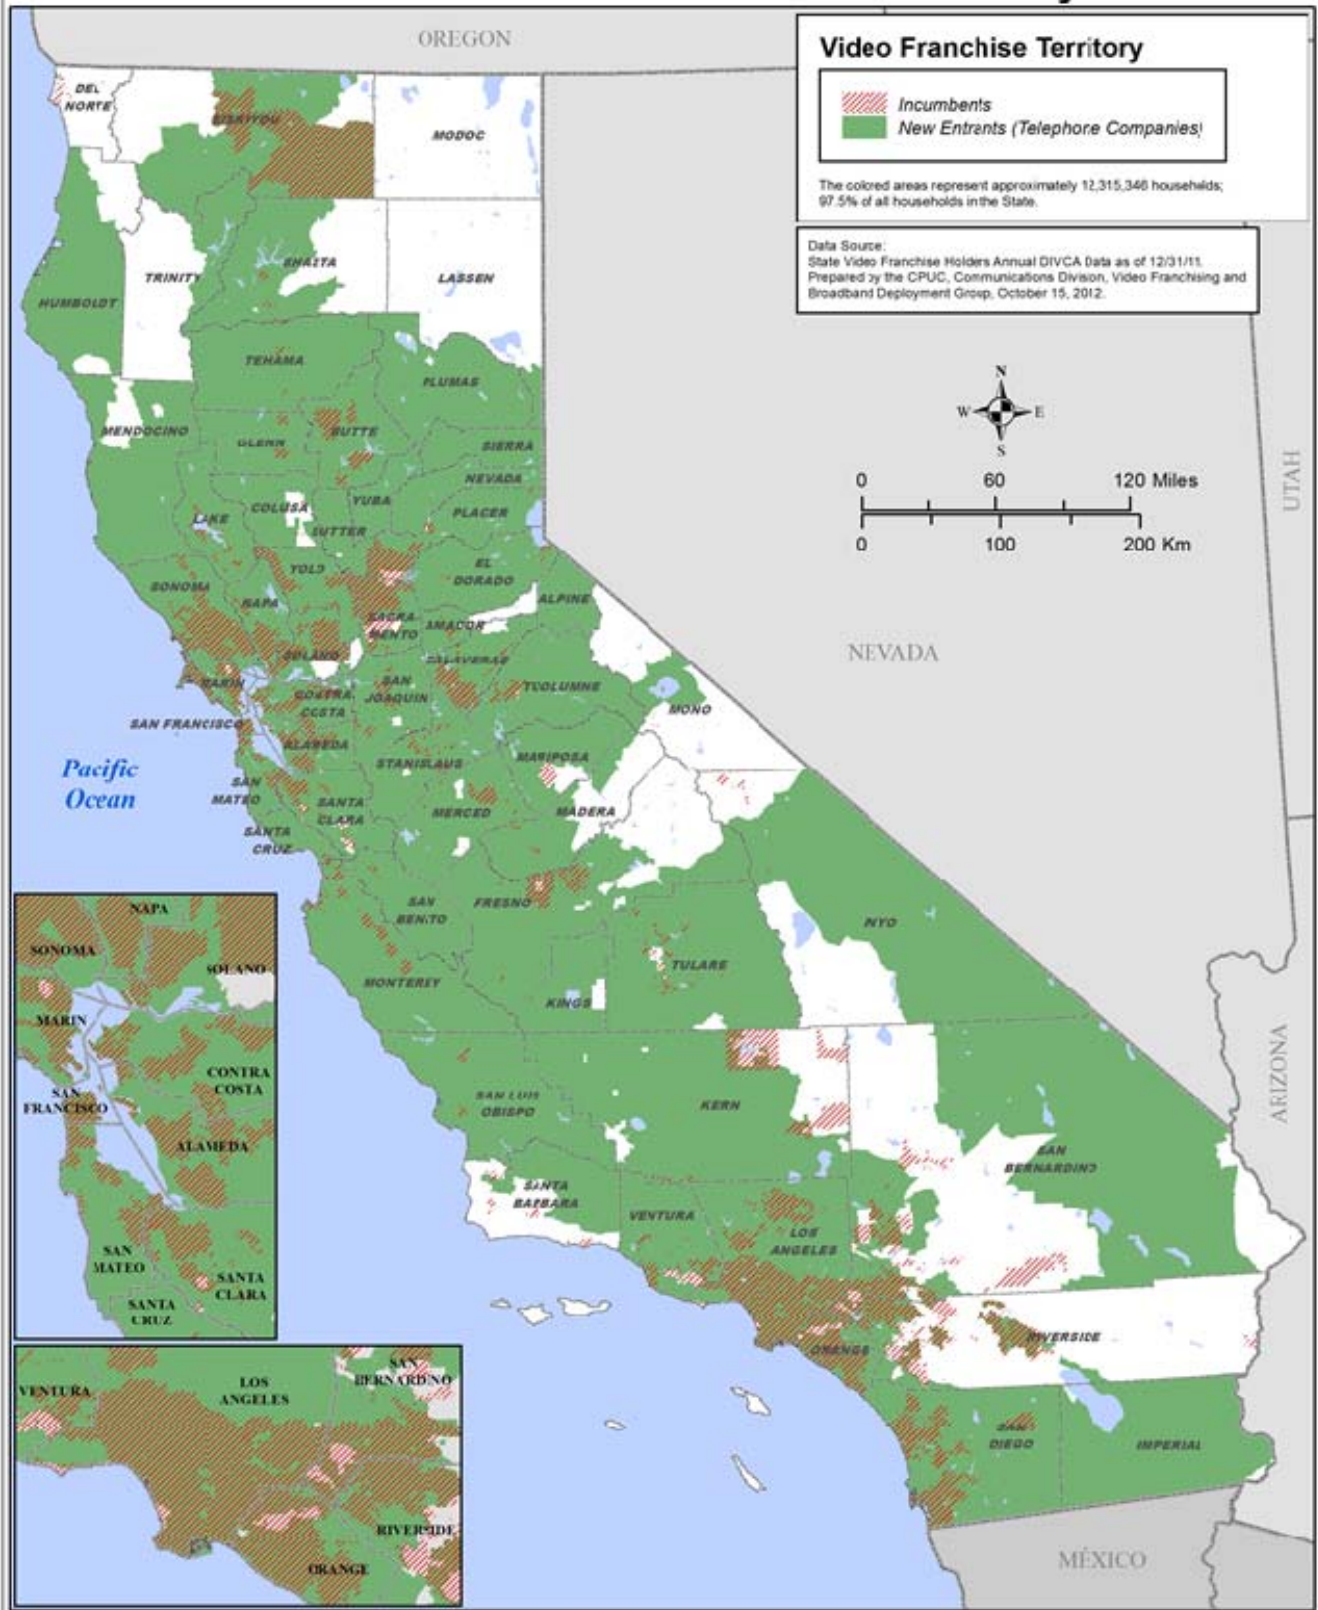 OREGON
Video Franchise Territory
Incumbents
New Entrants (Telephone Companies)
The colored areas represent approximately 12,315,346 households;
97.5% of all households in the State.
Data Source:
State Video Franchise Holders Annual DIVCA Data as of 12/31/11.
Prepared by the CPUC, Communications Division, Video Franchising and
Broadband Deployment Group, October 15, 2012.
DEL
NORTE
SISKIYOU
MODOC
TRINITY
SHASTA
LASSEN
HUMBOLDT
TEHAMA
PLUMAS
MENDOCINO
GLENN
BUTTE
SIERRA
NEVADA
COLUSA
YUBA
PLACER
LAKE
SUTTER
YOLO
EL
DORADO
SONOMA
NAPA
ALPINE
SACRA
MENTO
AMADOR
SOLANO
CALAVERAS
MARIN
CONTRA
COSTA
SAN
JOAQUIN
TUOLUMNE
MONO
SAN FRANCISCO
ALAMEDA
STANISLAUS
MARIPOSA
SAN
MATEO
SANTA
CLARA
MERCED
MADERA
SANTA
CRUZ
SAN
BENITO
FRESNO
INYO
MONTEREY
KINGS
TULARE
SAN LUIS
OBISPO
KERN
SAN
BERNARDINO
SANTA
BARBARA
VENTURA
LOS
ANGELES
ORANGE
RIVERSIDE
SAN
DIEGO
IMPERIAL
N
W E
S
0 60 120 Miles
0 100 200 Km
NEVADA
UTAH
ARIZONA
MÉXICO
Pacific
Ocean
NAPA
SONOMA
SOLANO
MARIN
CONTRA
COSTA
SAN
FRANCISCO
ALAMEDA
SAN
MATEO
SANTA
CLARA
SANTA
CRUZ
VENTURA
LOS
ANGELES
SAN
BERNARDINO
RIVERSIDE
ORANGE